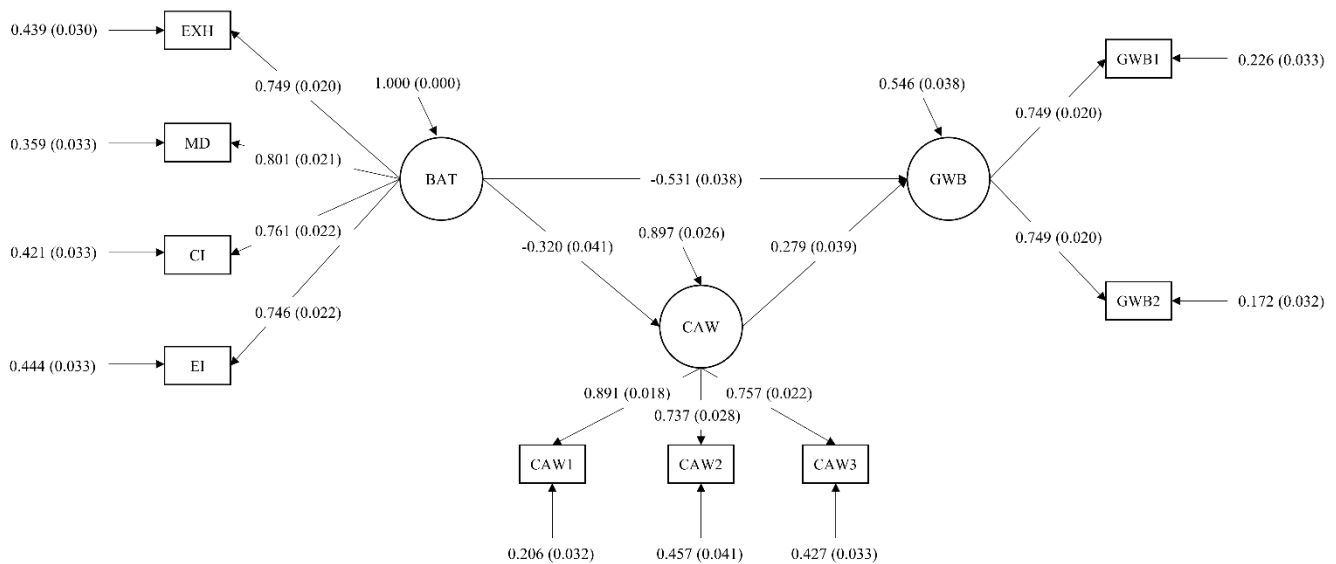 0.439 (0.030)
EXH
0.749 (0.020)
1.000 (0.000)
0.359 (0.033)
MD
0.801 (0.021)
BAT
0.761 (0.022)
0.421 (0.033)
CI
0.746 (0.022)
0.444 (0.033)
EI
-0.531 (0.038)
-0.320 (0.041)
0.897 (0.026)
0.279 (0.039)
CAW
0.546 (0.038)
GWB
GWB1
0.226 (0.033)
0.749 (0.020)
0.749 (0.020)
GWB2
0.172 (0.032)
0.891 (0.018)
0.737 (0.028)
0.757 (0.022)
CAW1
CAW2
CAW3
0.206 (0.032)
0.457 (0.041)
0.427 (0.033)